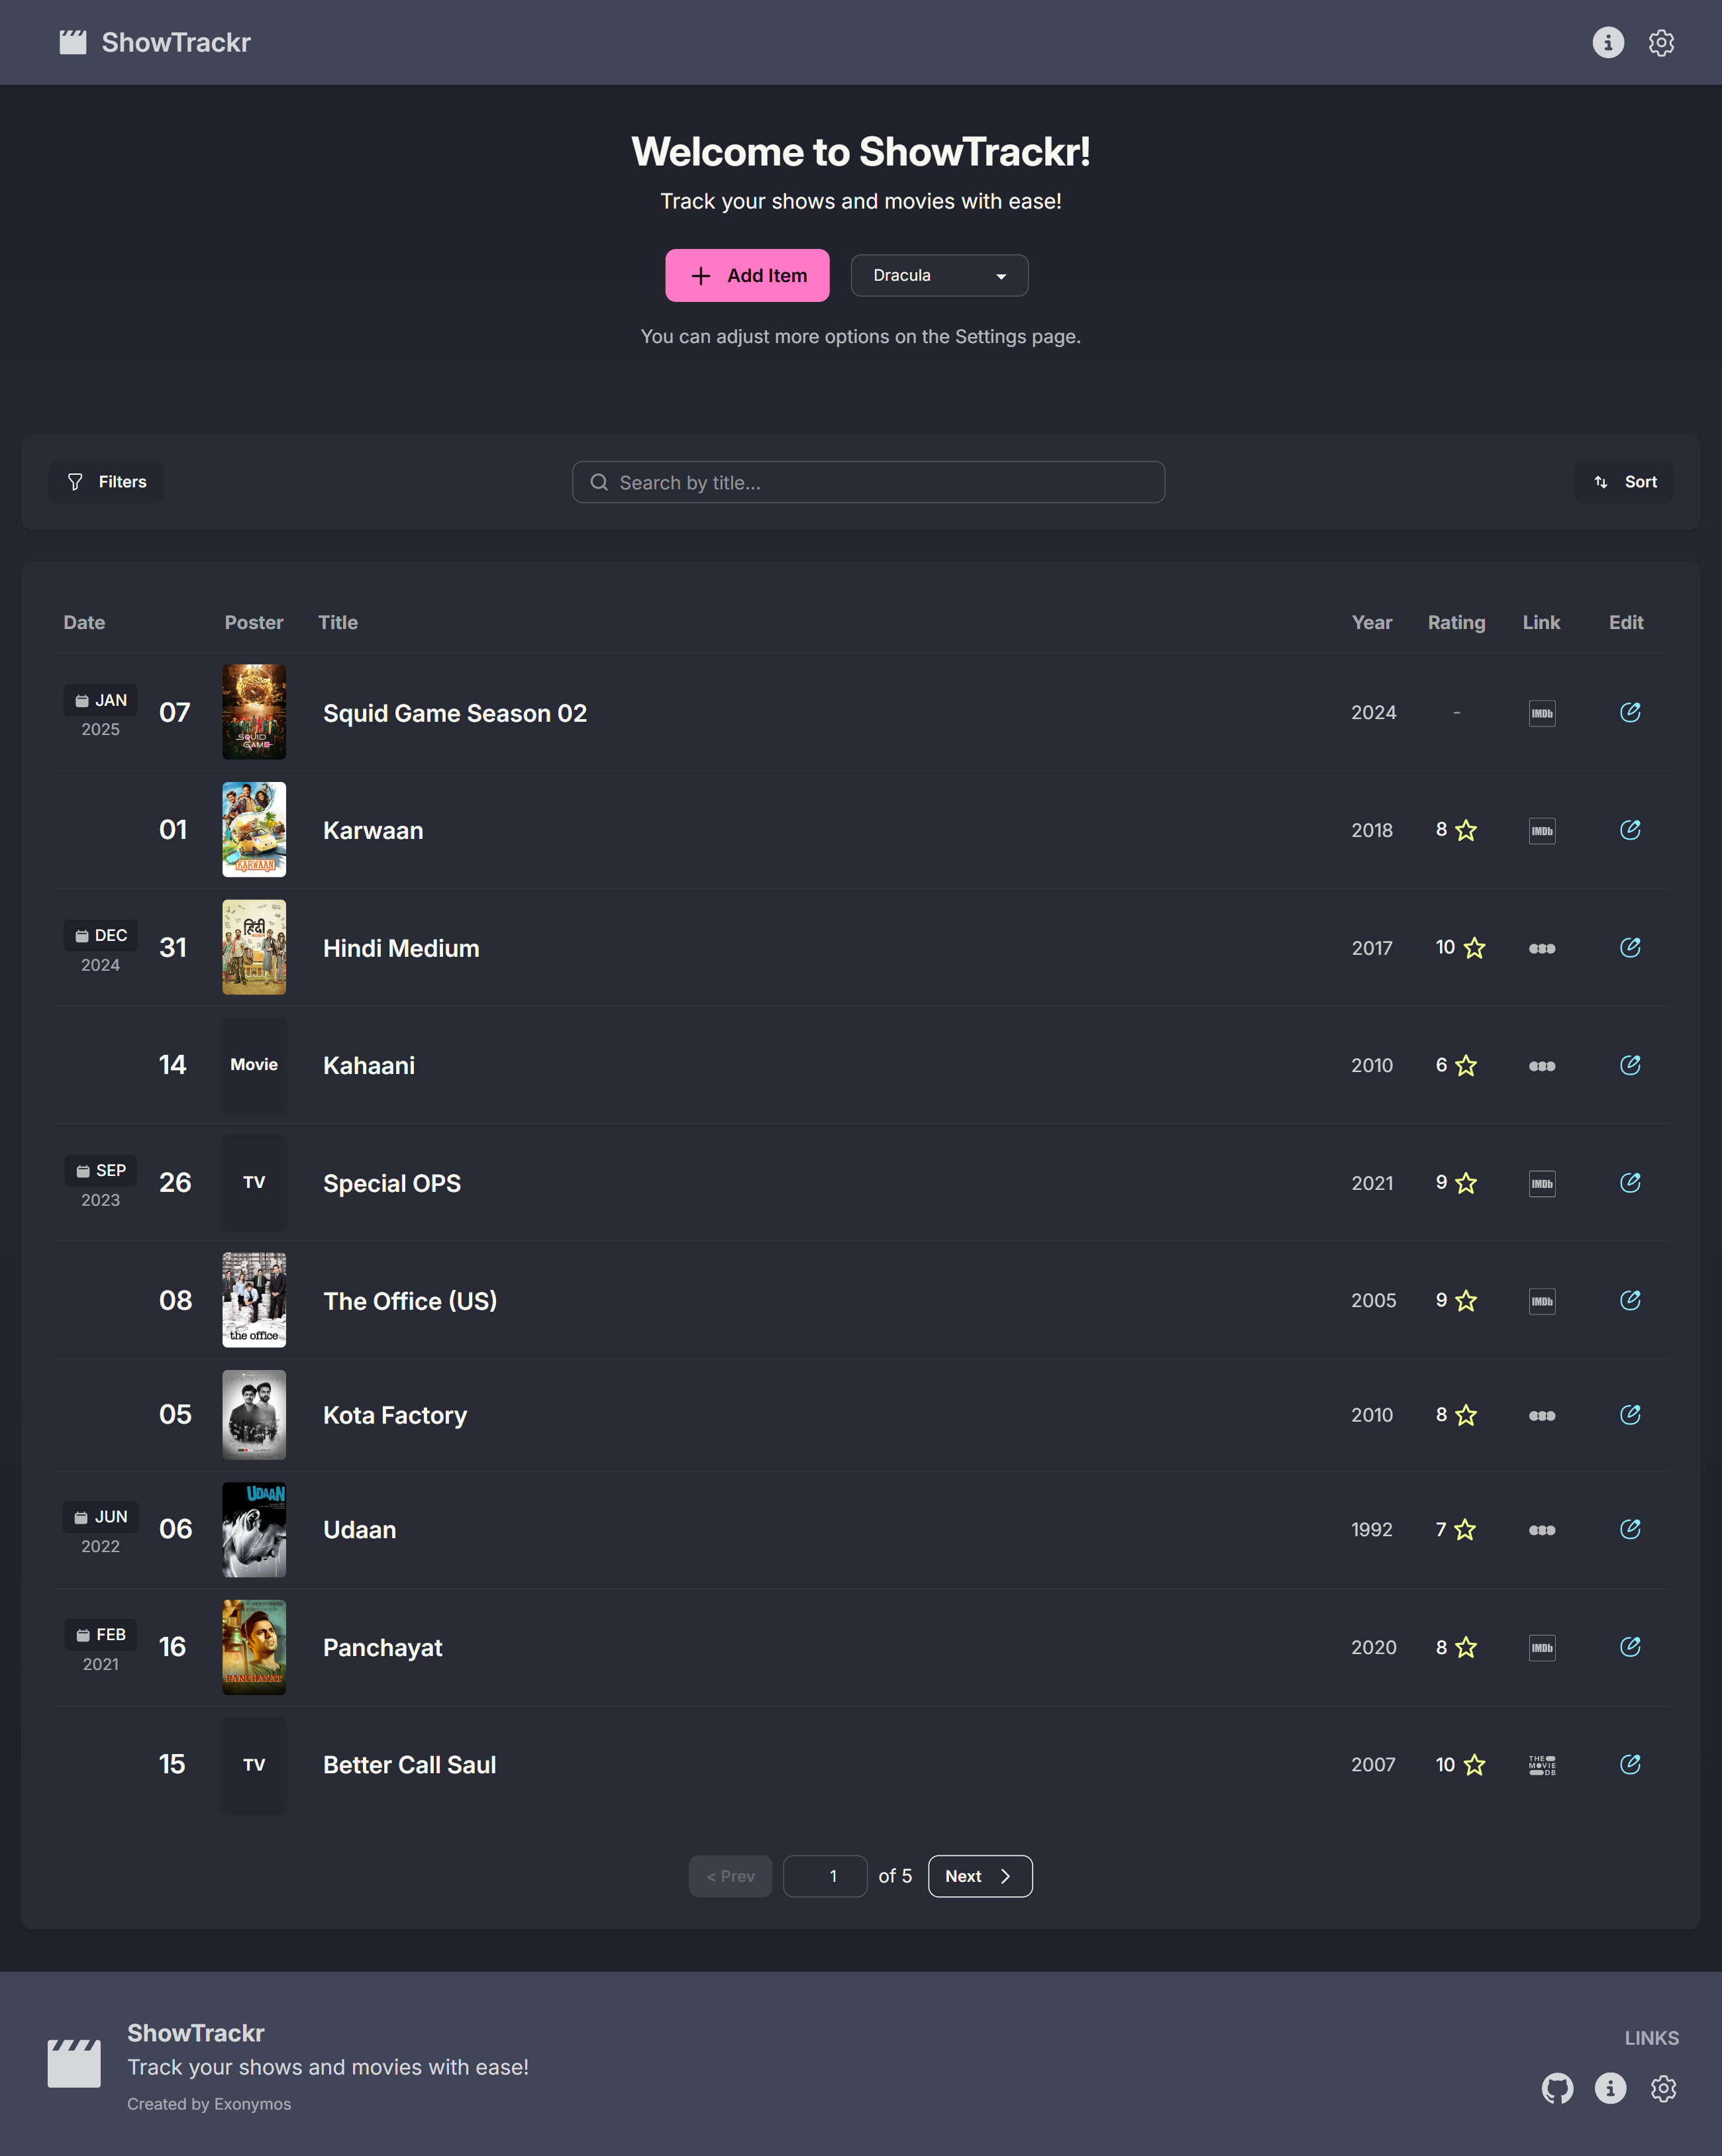 ShowTrackr
Welcome to ShowTrackr!
Track your shows and movies with ease!
Add Item
Dracula
You can adjust more options on the Settings page.
Filters
Search by title...
Sort
Date Poster Title Year Rating Link Edit
JAN
2025
07
SQUID
GAME
Squid Game Season 02
2024 - IMDb
01
KARWAAN
Karwaan
2018 8 IMDb
DEC
2024
31
हिंदी
Hindi Medium
2017 10
14 Movie Kahaani 2010 6
SEP
2023
26 TV Special OPS 2021 9 IMDb
08
the office
The Office (US)
2005 9 IMDb
05 Kota Factory 2010 8
JUN
2022
06
UDAAN
Udaan
1992 7
FEB
2021
16
PANCHAYAT
Panchayat
2020 8 IMDb
15 TV Better Call Saul 2007 10
THE
MOVIE
DB
< Prev 1 of 5 Next
ShowTrackr
Track your shows and movies with ease!
Created by Exonymos
LINKS